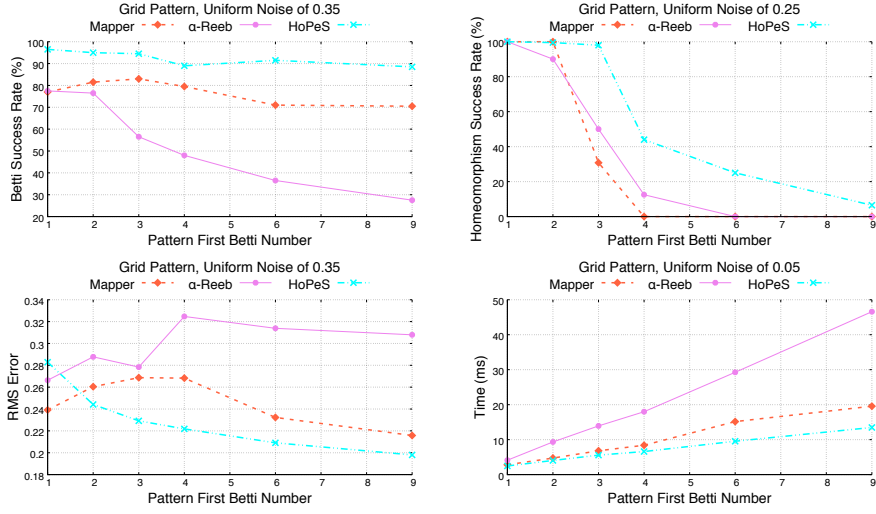 Grid Pattern, Uniform Noise of 0.35
Mapper α-Reeb HoPeS
Betti Success Rate (%)
100
90
80
70
60
50
40
30
20
1 2 3 4 5 6 7 8 9
Pattern First Betti Number
Grid Pattern, Uniform Noise of 0.25
Mapper α-Reeb HoPeS
Homeomorphism Success Rate (%)
100
80
60
40
20
0
1 2 3 4 5 6 7 8 9
Pattern First Betti Number
Grid Pattern, Uniform Noise of 0.35
Mapper α-Reeb HoPeS
RMS Error
0.34
0.32
0.3
0.28
0.26
0.24
0.22
0.2
0.18
1 2 3 4 5 6 7 8 9
Pattern First Betti Number
Grid Pattern, Uniform Noise of 0.05
Mapper α-Reeb HoPeS
Time (ms)
50
40
30
20
10
0
1 2 3 4 5 6 7 8 9
Pattern First Betti Number